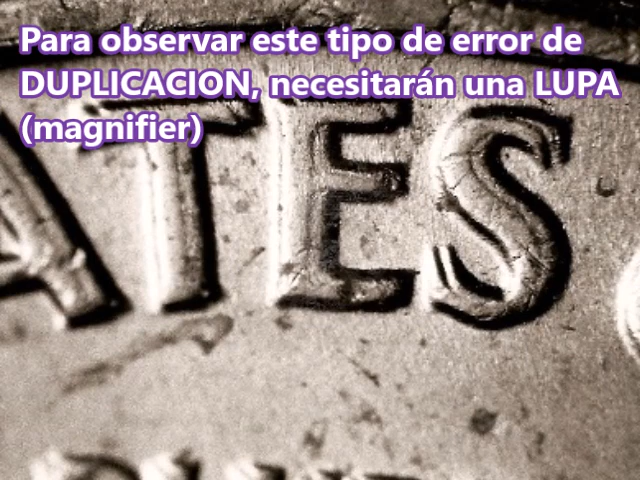 Para observar este tipo de error de
DUPLICACION, necesitarán una LUPA
(magnifier)
ATES